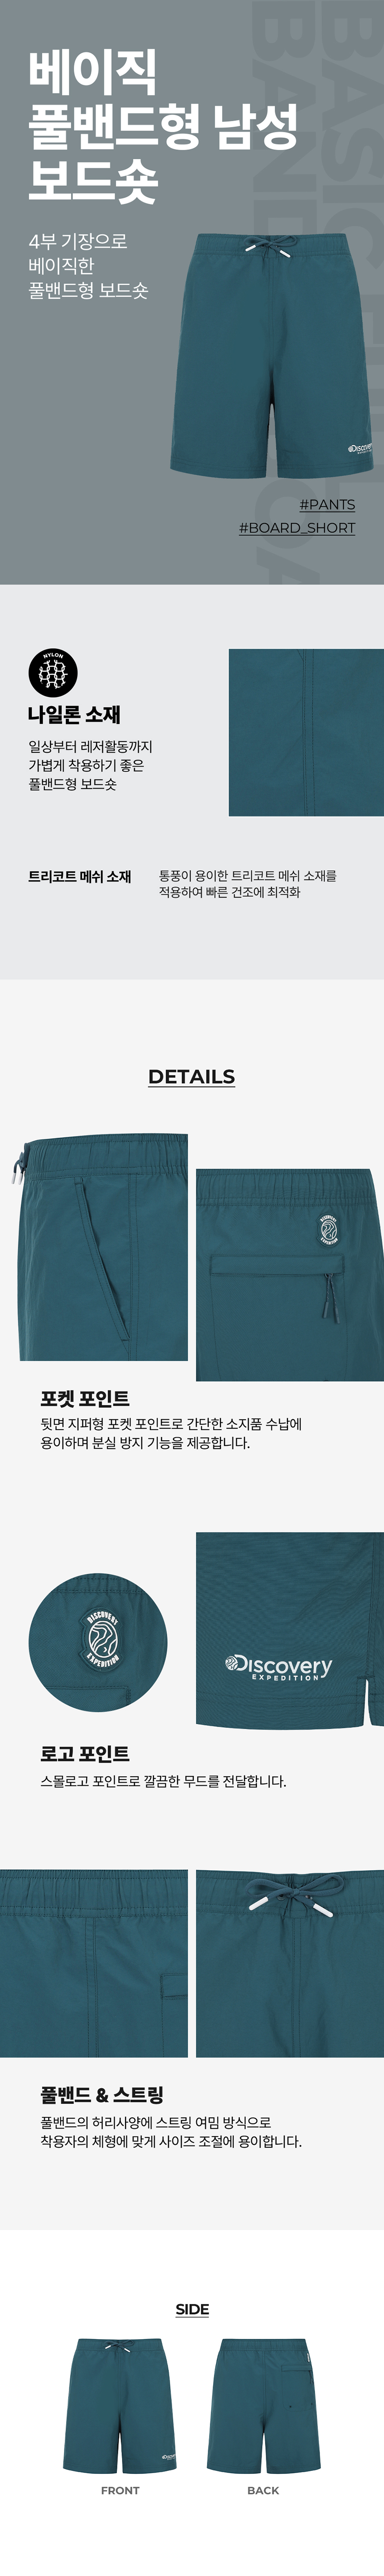 베이직
풀밴드형 남성
보드숏
4부 기장으로
베이직한
풀밴드형 보드숏
Discovery
#PANTS
#BOARD_SHORT
NYLON
나일론 소재
일상부터 레저활동까지
가볍게 착용하기 좋은
풀밴드형 보드숏
트리코트 메쉬 소재
통풍이 용이한 트리코트 메쉬 소재를
적용하여 빠른 건조에 최적화
DETAILS
DISCOVERY
EXPEDITION
포켓 포인트
뒷면 지퍼형 포켓 포인트로 간단한 소지품 수납에
용이하며 분실 방지 기능을 제공합니다.
DISCOVERY
EXPEDITION
Discovery
EXPEDITION
로고 포인트
스몰로고 포인트로 깔끔한 무드를 전달합니다.
풀밴드 & 스트링
풀밴드의 허리사양에 스트링 여밈 방식으로
착용자의 체형에 맞게 사이즈 조절에 용이합니다.
SIDE
Discovery
FRONT
BACK